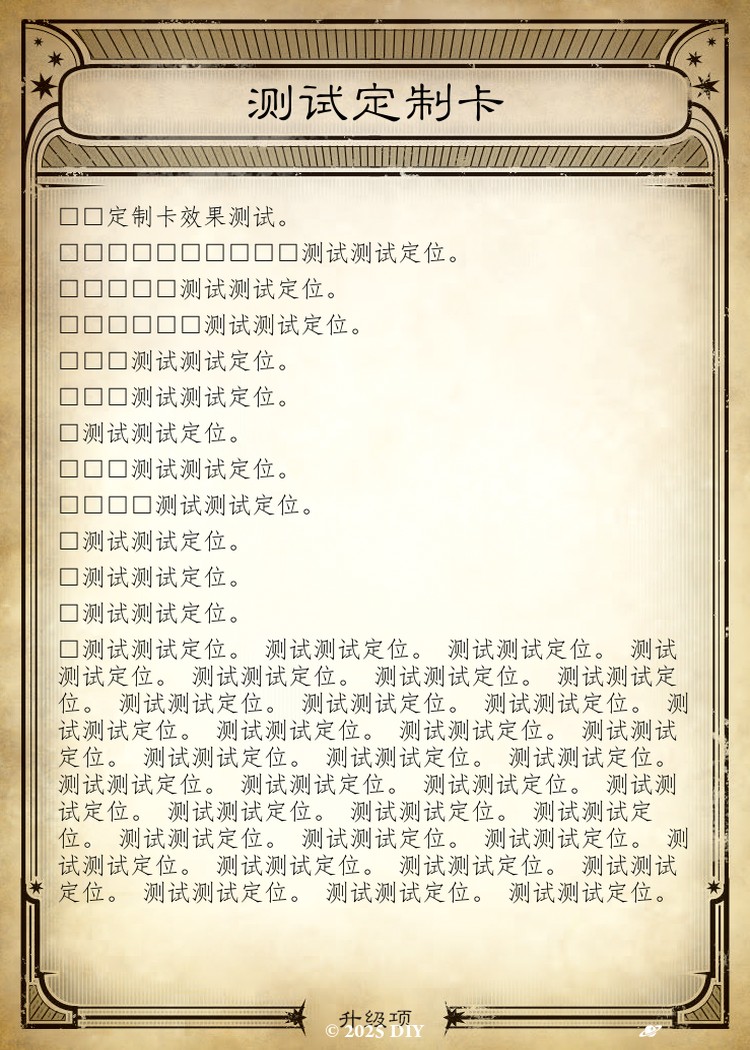 测试定制卡
□□定制卡效果测试。
□□□□□□□□□□测试测试定位。
□□□□□测试测试定位。
□□□□□□测试测试定位。
□□□测试测试定位。
□□□测试测试定位。
□测试测试定位。
□□□测试测试定位。
□□□□测试测试定位。
□测试测试定位。
□测试测试定位。
□测试测试定位。
□测试测试定位。 测试测试定位。 测试测试定位。 测试
测试定位。 测试测试定位。 测试测试定位。 测试测试定
位。 测试测试定位。 测试测试定位。 测试测试定位。 测
试测试定位。 测试测试定位。 测试测试定位。 测试测试
定位。 测试测试定位。 测试测试定位。 测试测试定位。
测试测试定位。 测试测试定位。 测试测试定位。 测试测
试定位。 测试测试定位。 测试测试定位。 测试测试定
位。 测试测试定位。 测试测试定位。 测试测试定位。 测
试测试定位。 测试测试定位。 测试测试定位。 测试测试
定位。 测试测试定位。 测试测试定位。 测试测试定位。
升级项
© 2025 DIY